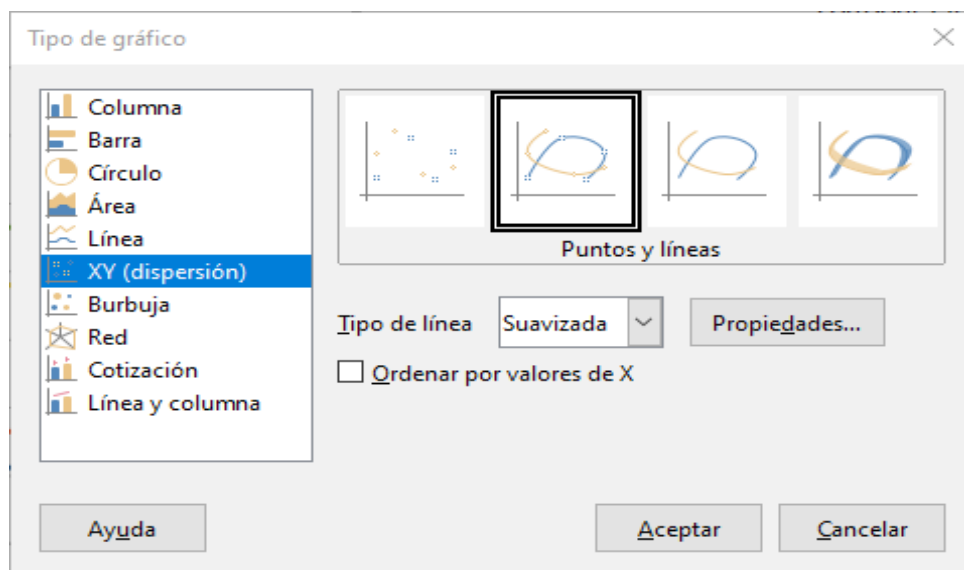 Tipo de gráfico
Columna
Barra
Círculo
Área
Línea
XY (dispersión)
Burbuja
Red
Cotización
Línea y columna
Puntos y líneas
Tipo de línea Suavizada Propiedades...
Ordenar por valores de X
Ayuda Aceptar Cancelar